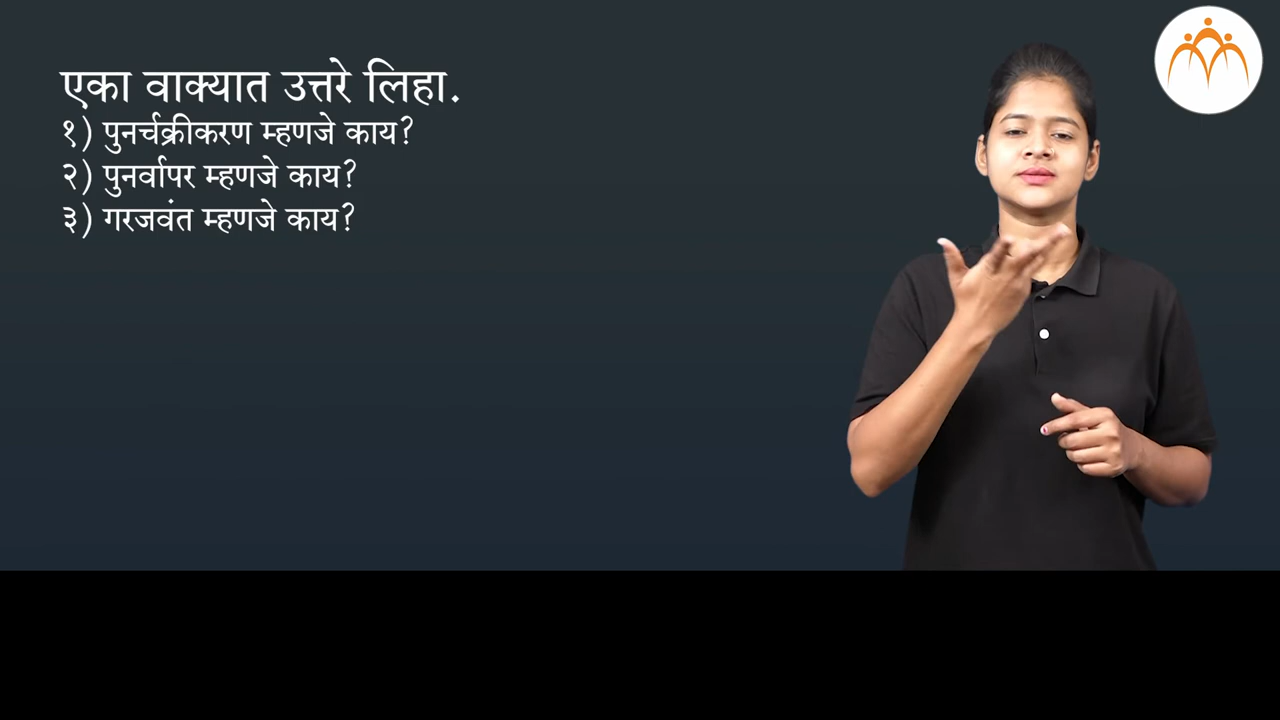 एका वाक्यात उत्तरे लिहा.
१) पुनर्चक्रीकरण म्हणजे काय?
२) पुनर्वापर म्हणजे काय?
३) गरजवंत म्हणजे काय?